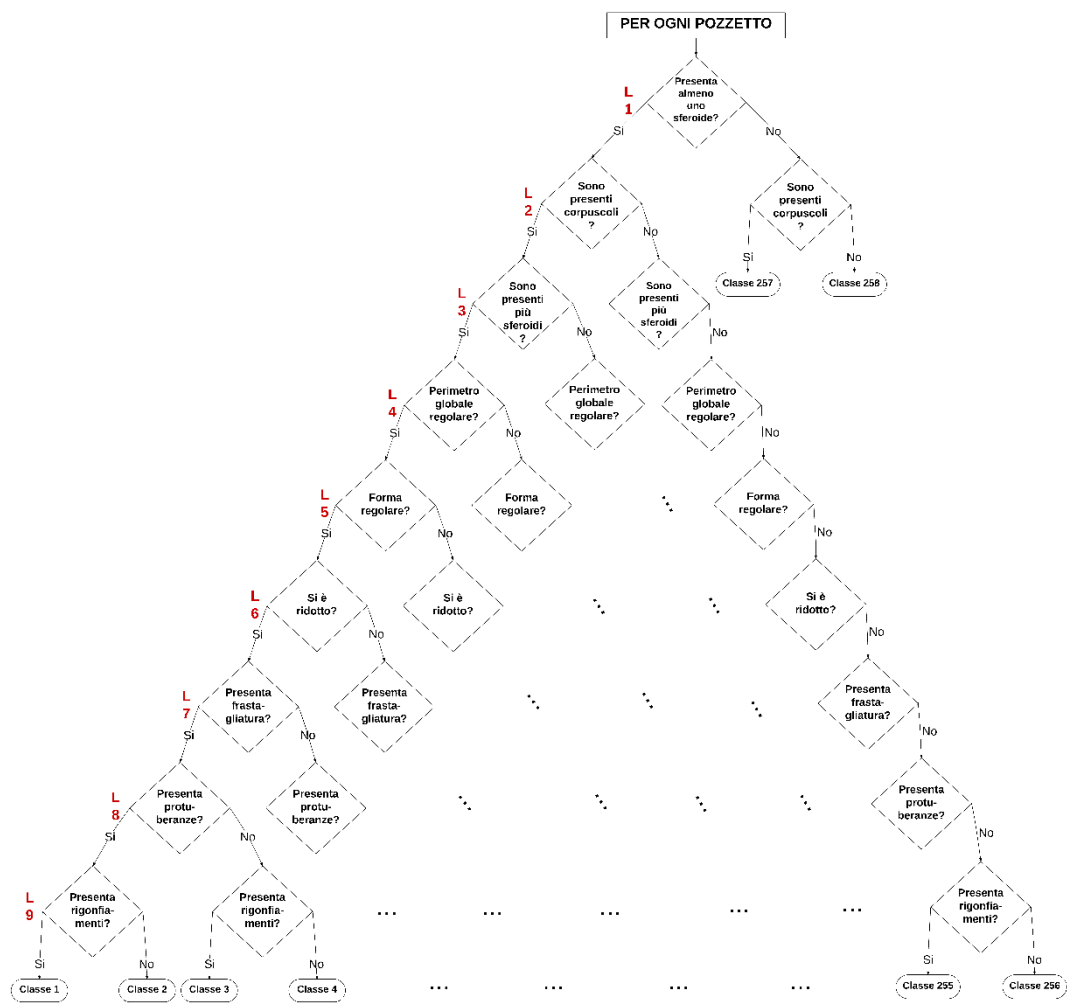 PER OGNI POZZETTO
Presenta
almeno
uno
sferoide?
L
1
Si
No
Sono
presenti
corpuscoli
?
Sono
presenti
corpuscoli
?
L
2
Si
No
Si
No
Classe 257
Classe 258
Sono
presenti
più
sferoidi
?
Sono
presenti
più
sferoidi
?
L
3
Si
No
No
Perimetro
globale
regolare?
Perimetro
globale
regolare?
Perimetro
globale
regolare?
L
4
Si
No
No
Forma
regolare?
Forma
regolare?
...
Forma
regolare?
L
5
Si
No
No
Si è
ridotto?
Si è
ridotto?
...
...
Si è
ridotto?
L
6
Si
No
No
Presenta
frasta-
gliatura?
Presenta
frasta-
gliatura?
...
...
...
Presenta
frasta-
gliatura?
L
7
Si
No
No
Presenta
protu-
beranze?
Presenta
protu-
beranze?
...
...
...
...
Presenta
protu-
beranze?
L
8
Si
No
No
Presenta
rigonfia-
menti?
Presenta
rigonfia-
menti?
...
...
...
...
...
Presenta
rigonfia-
menti?
L
9
Si
No
Si
No
Si
No
Classe 1
Classe 2
Classe 3
Classe 4
...
...
...
...
Classe 255
Classe 256